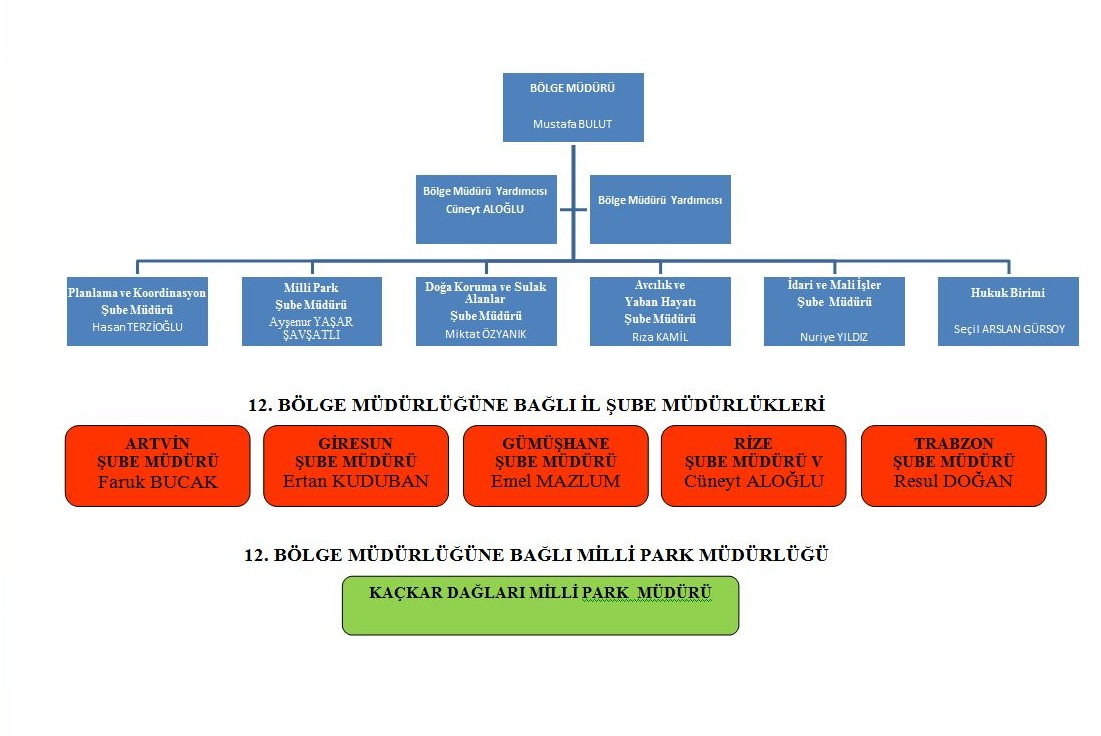 BÖLGE MÜDÜRÜ
Mustafa BULUT
Bölge Müdürü Yardımcısı
Cüneyt ALOĞLU
Bölge Müdürü Yardımcısı
Planlama ve Koordinasyon
Şube Müdürü
Hasan TERZİOĞLU
Milli Park
Şube Müdürü
Ayşenur YAŞAR
ŞAVŞATLI
Doğa Koruma ve Sulak
Alanlar
Şube Müdürü
Miktat ÖZYANIK
Avcılık ve
Yaban Hayatı
Şube Müdürü
Rıza KAMİL
İdari ve Mali İşler
Şube Müdürü
Nuriye YILDIZ
Hukuk Birimi
Seçil ARSLAN GÜRSOY
12. BÖLGE MÜDÜRLÜĞÜNE BAĞLI İL ŞUBE MÜDÜRLÜKLERİ
ARTVİN
ŞUBE MÜDÜRÜ
Faruk BUCAK
GİRESUN
ŞUBE MÜDÜRÜ
Ertan KUDUBAN
GÜMÜŞHANE
ŞUBE MÜDÜRÜ
Emel MAZLUM
RİZE
ŞUBE MÜDÜRÜ V
Cüneyt ALOĞLU
TRABZON
ŞUBE MÜDÜRÜ
Resul DOĞAN
12. BÖLGE MÜDÜRLÜĞÜNE BAĞLI MİLLİ PARK MÜDÜRLÜĞÜ
KAÇKAR DAĞLARI MİLLİ PARK MÜDÜRÜ